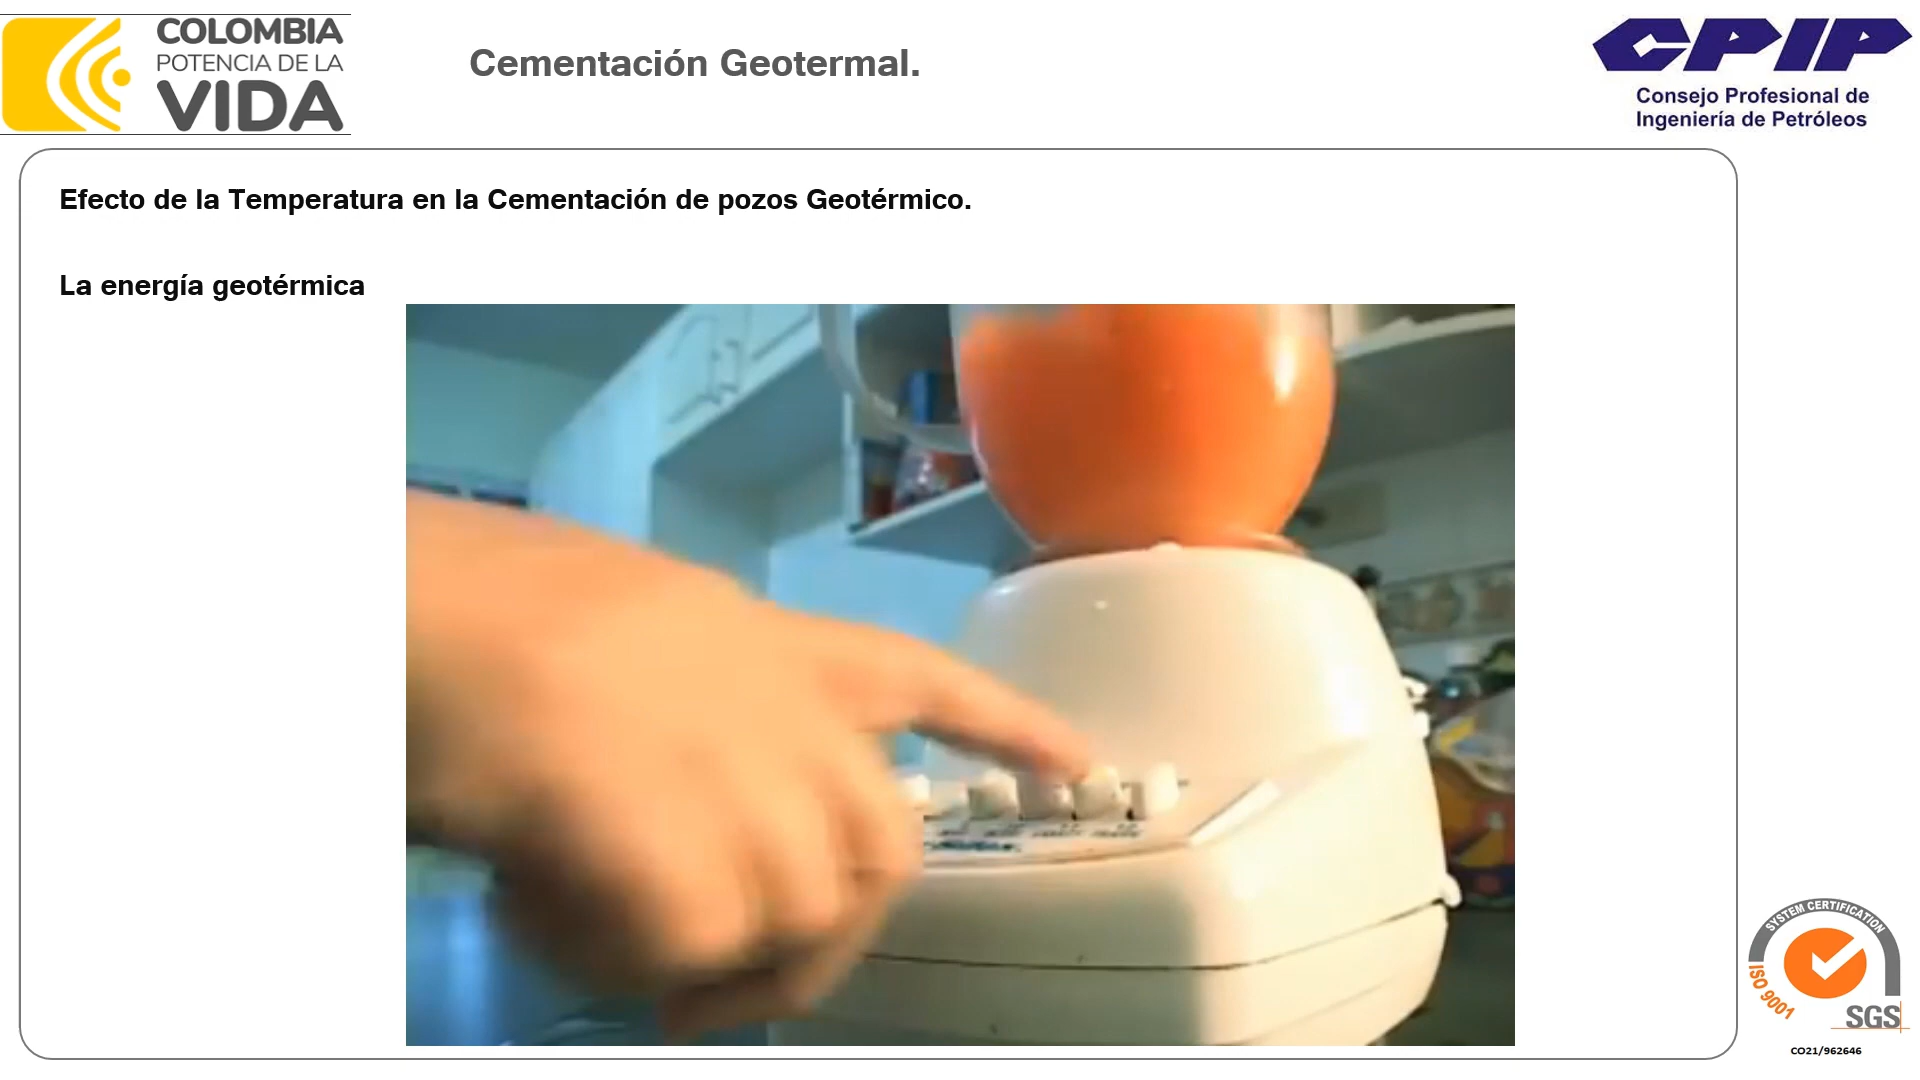 COLOMBIA
POTENCIA DE LA
VIDA
Cementación Geotermal.
CPIP
Consejo Profesional de
Ingeniería de Petróleos
Efecto de la Temperatura en la Cementación de pozos Geotérmico.
La energía geotérmica
SYSTEM CERTIFICATION
ISO 9001
SGS
CO21/962646